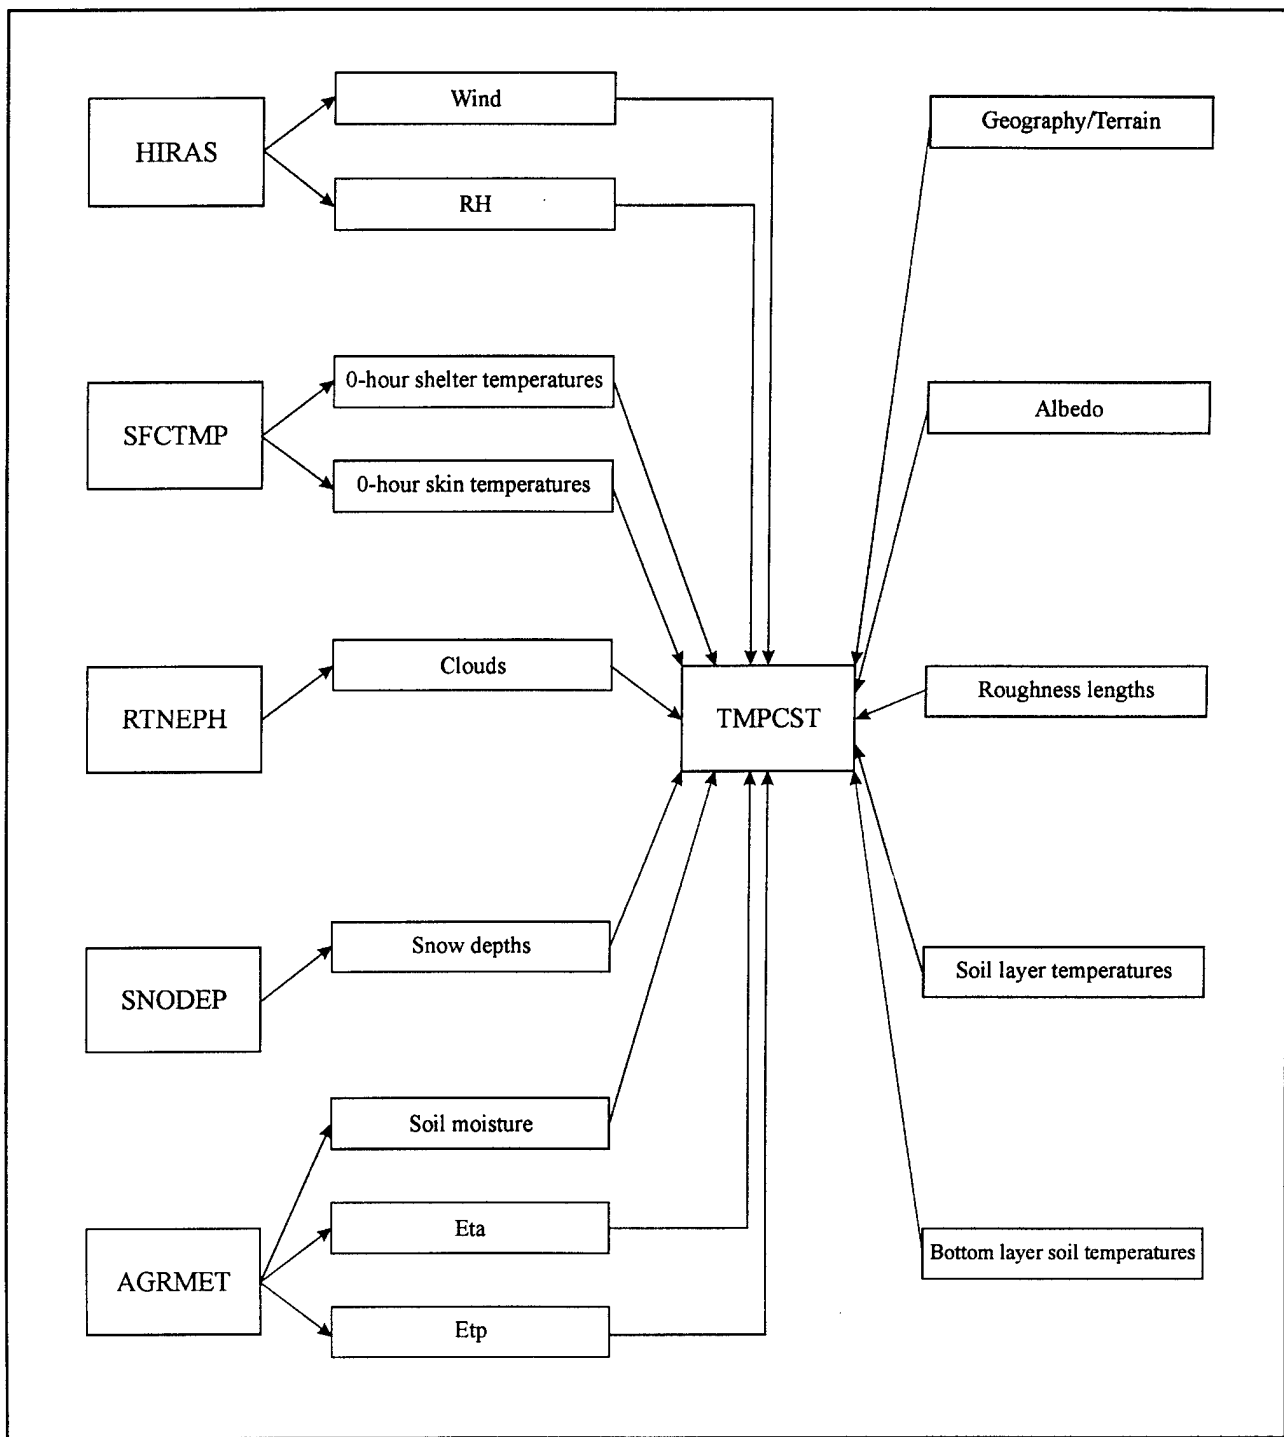 HIRAS
Wind
RH
SFCTMP
0-hour shelter temperatures
0-hour skin temperatures
RTNEPH
Clouds
SNODEP
Snow depths
AGRMET
Soil moisture
Eta
Etp
TMPCST
Geography/Terrain
Albedo
Roughness lengths
Soil layer temperatures
Bottom layer soil temperatures